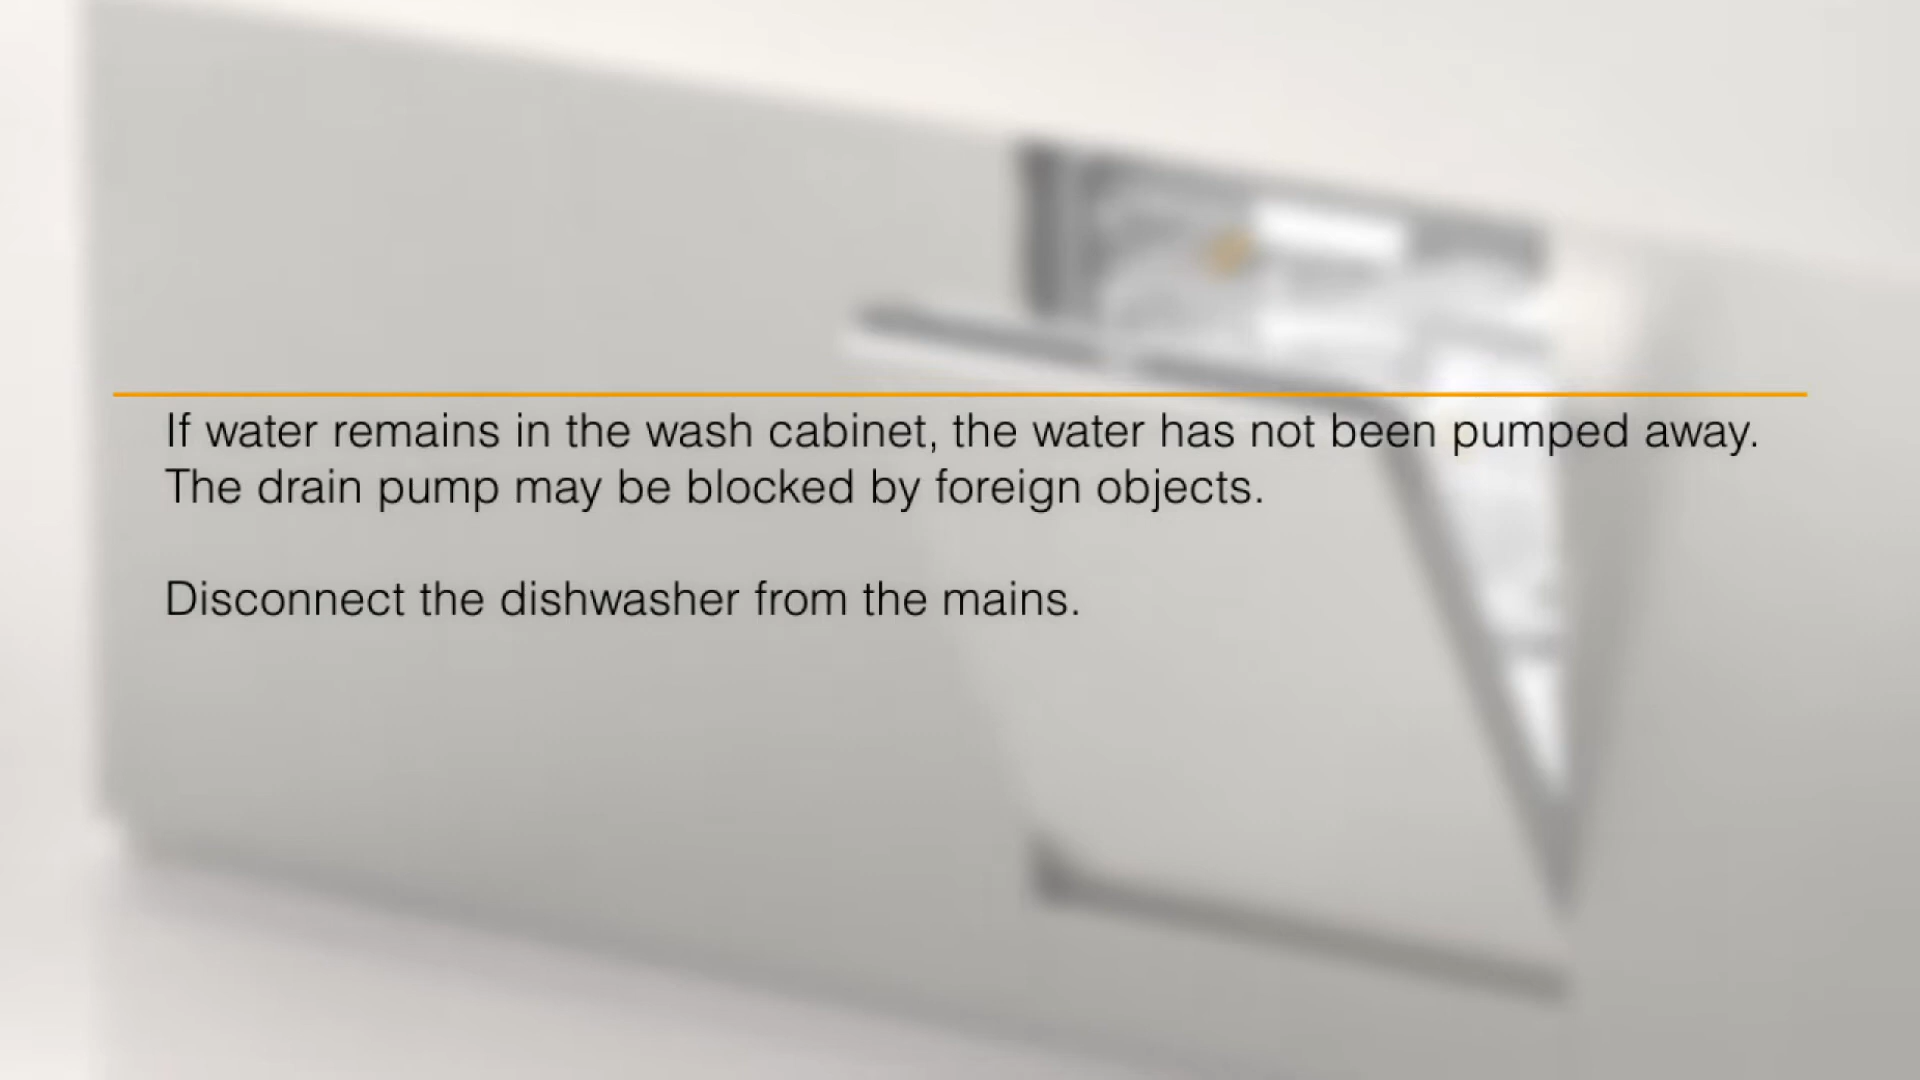 If water remains in the wash cabinet, the water has not been pumped away.
The drain pump may be blocked by foreign objects.
Disconnect the dishwasher from the mains.